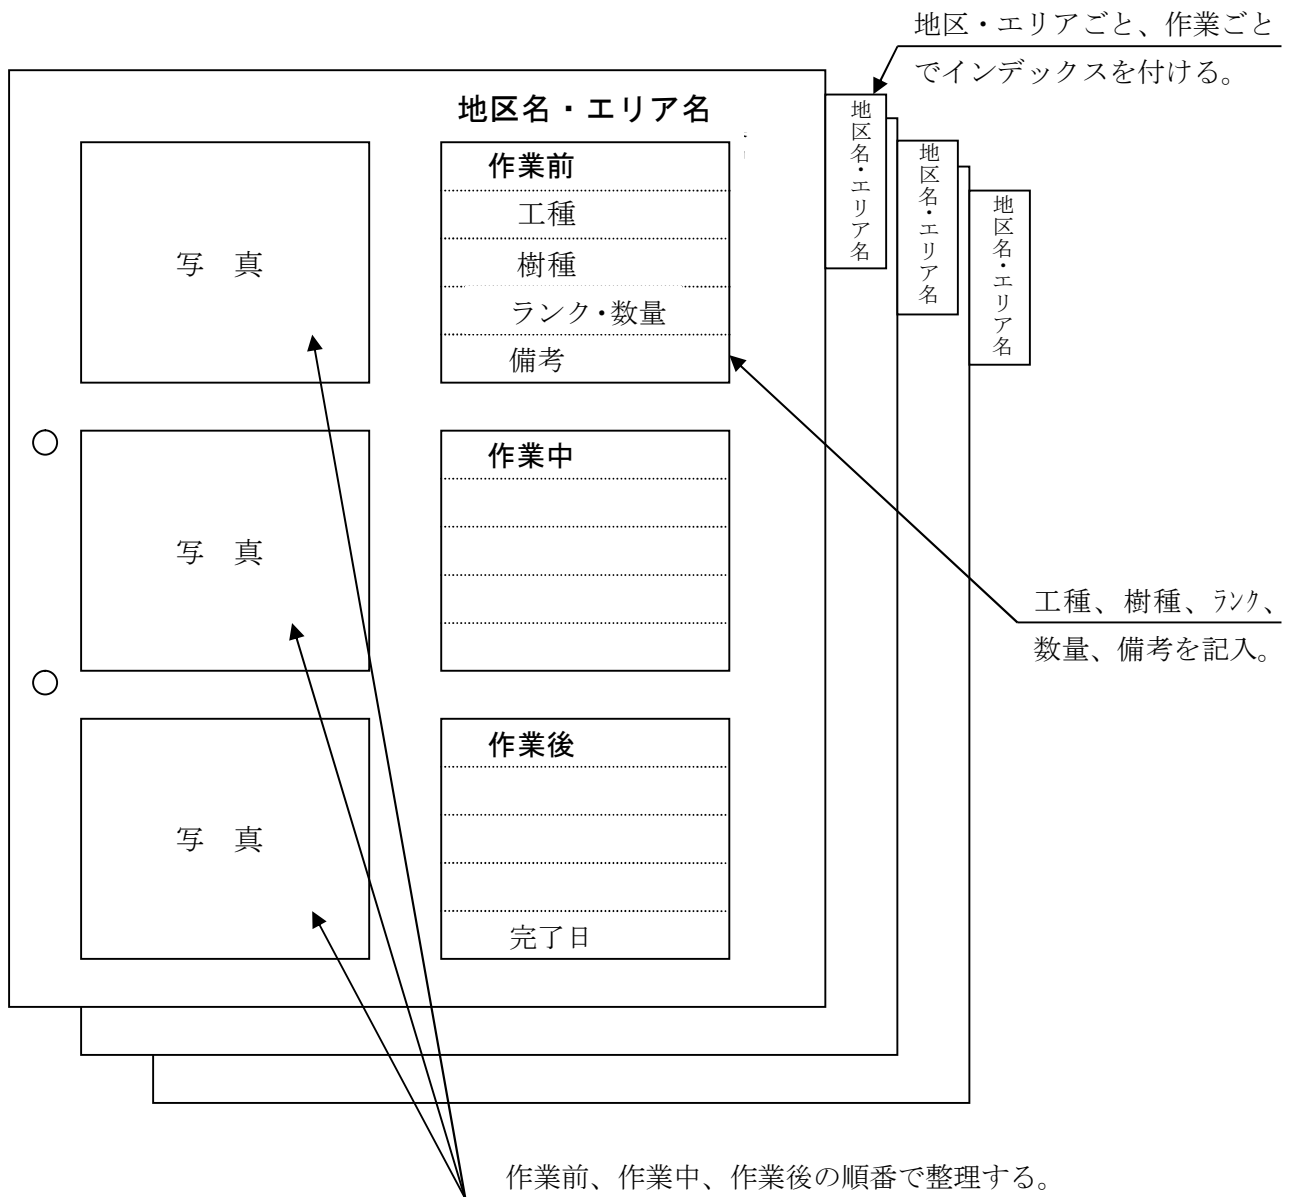 地区・エリアごと、作業ごと
でインデックスを付ける。
地区名・エリア名
地区名・エリア名
地区名・エリア名
地区名・エリア名
写 真
作業前
工種
樹種
ランク・数量
備考
写 真
作業中
工種、樹種、ﾗﾝｸ、
数量、備考を記入。
写 真
作業後
完了日
作業前、作業中、作業後の順番で整理する。